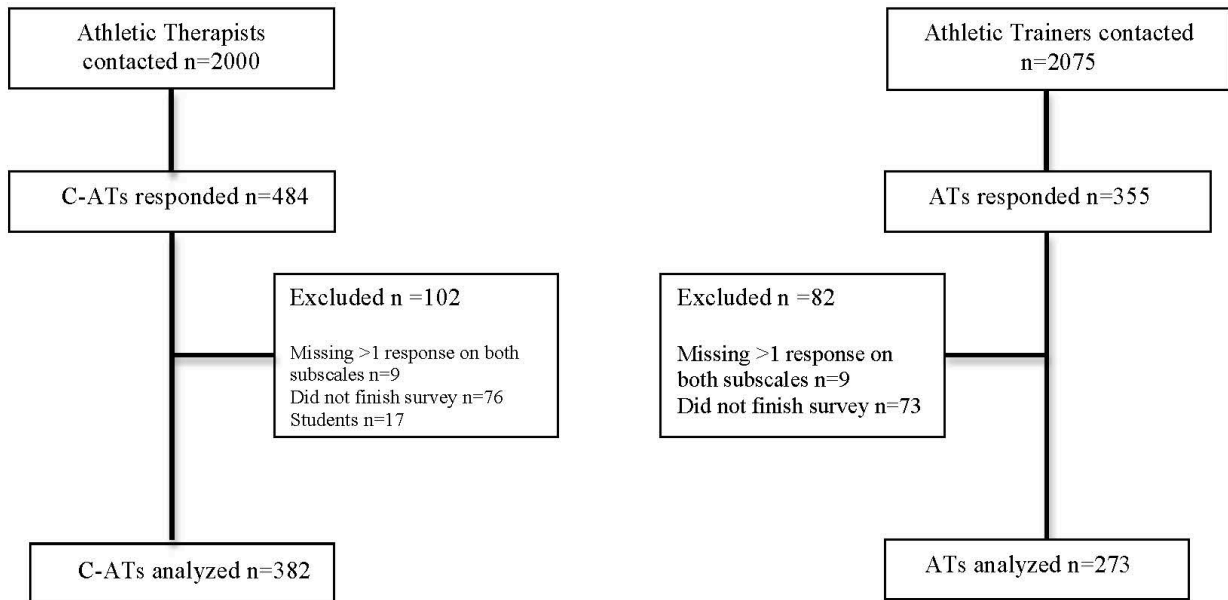 Athletic Therapists
contacted n=2000
C-ATs responded n=484
Excluded n =102
Missing >1 response on both
subscales n=9
Did not finish survey n=76
Students n=17
C-ATs analyzed n=382
Athletic Trainers contacted
n=2075
ATs responded n=355
Excluded n =82
Missing >1 response on
both subscales n=9
Did not finish survey n=73
ATs analyzed n=273